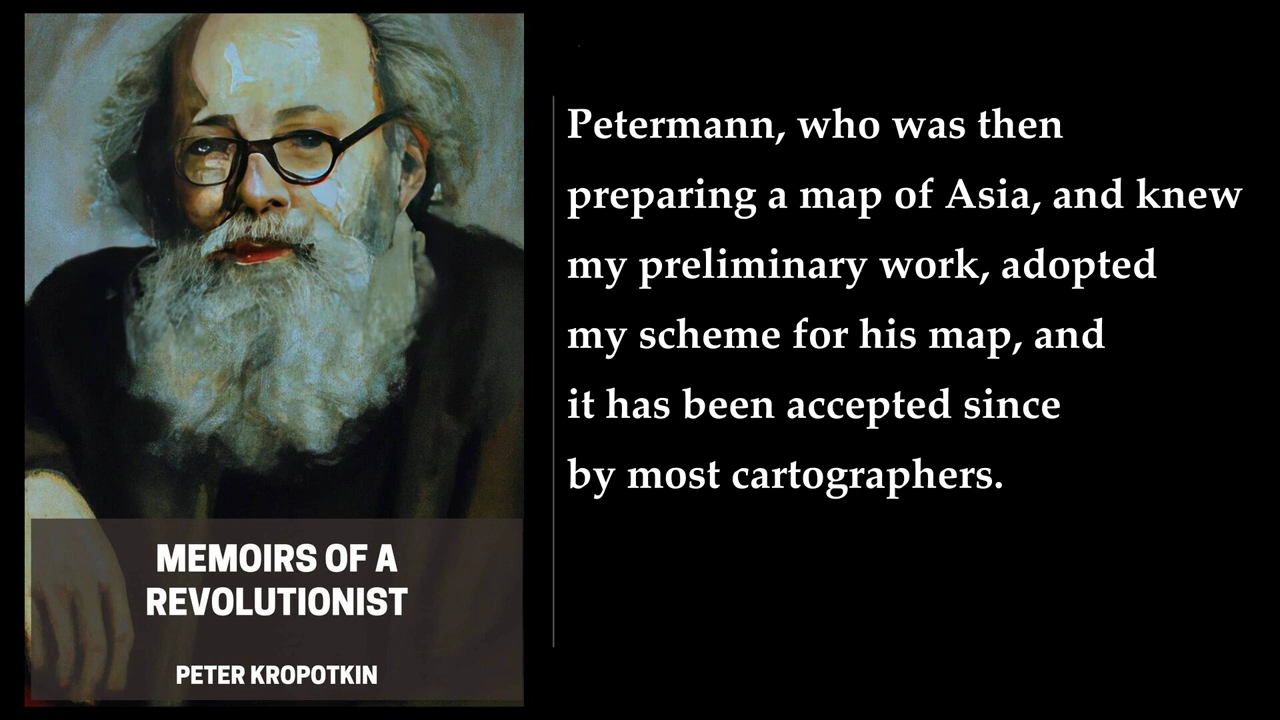 MEMOIRS OF A
REVOLUTIONIST
PETER KROPOTKIN
Petermann, who was then
preparing a map of Asia, and knew
my preliminary work, adopted
my scheme for his map, and
it has been accepted since
by most cartographers.